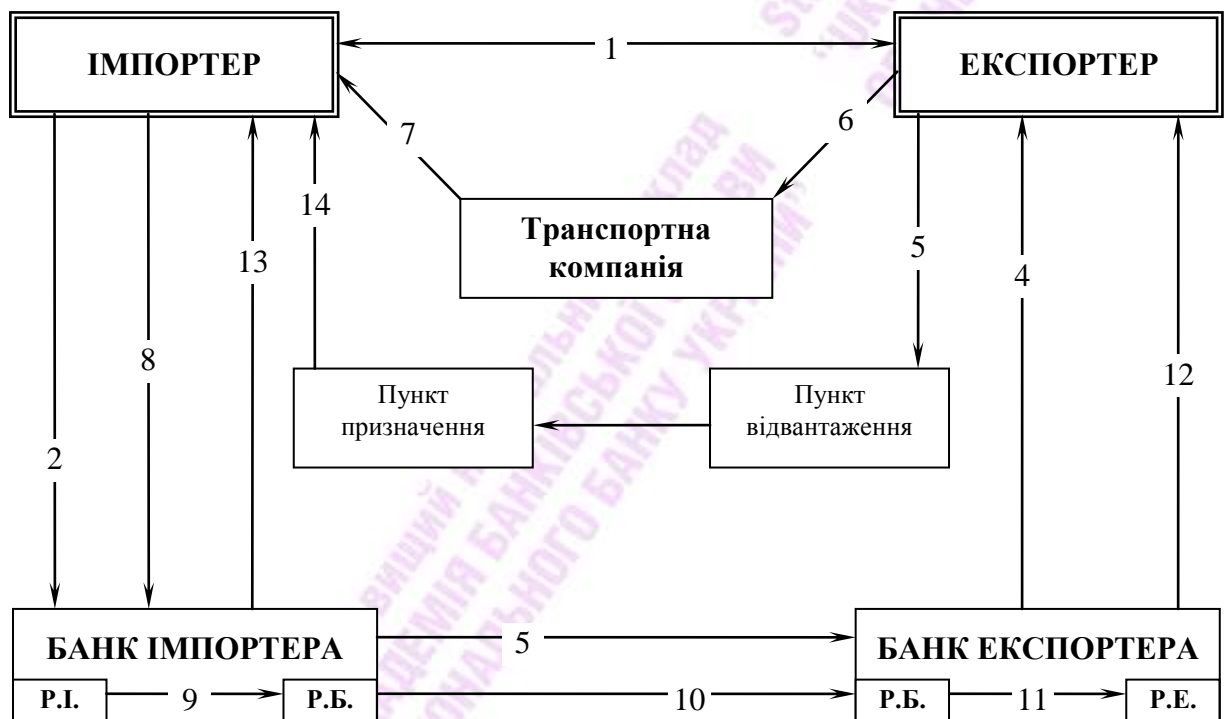 ІМПОРТЕР
1
ЕКСПОРТЕР
7
6
Транспортна
компанія
14
5
13
4
8
Пункт
призначення
Пункт
відвантаження
12
2
БАНК ІМПОРТЕРА
5
БАНК ЕКСПОРТЕРА
Р.І.
9
Р.Б.
10
Р.Б.
11
Р.Е.